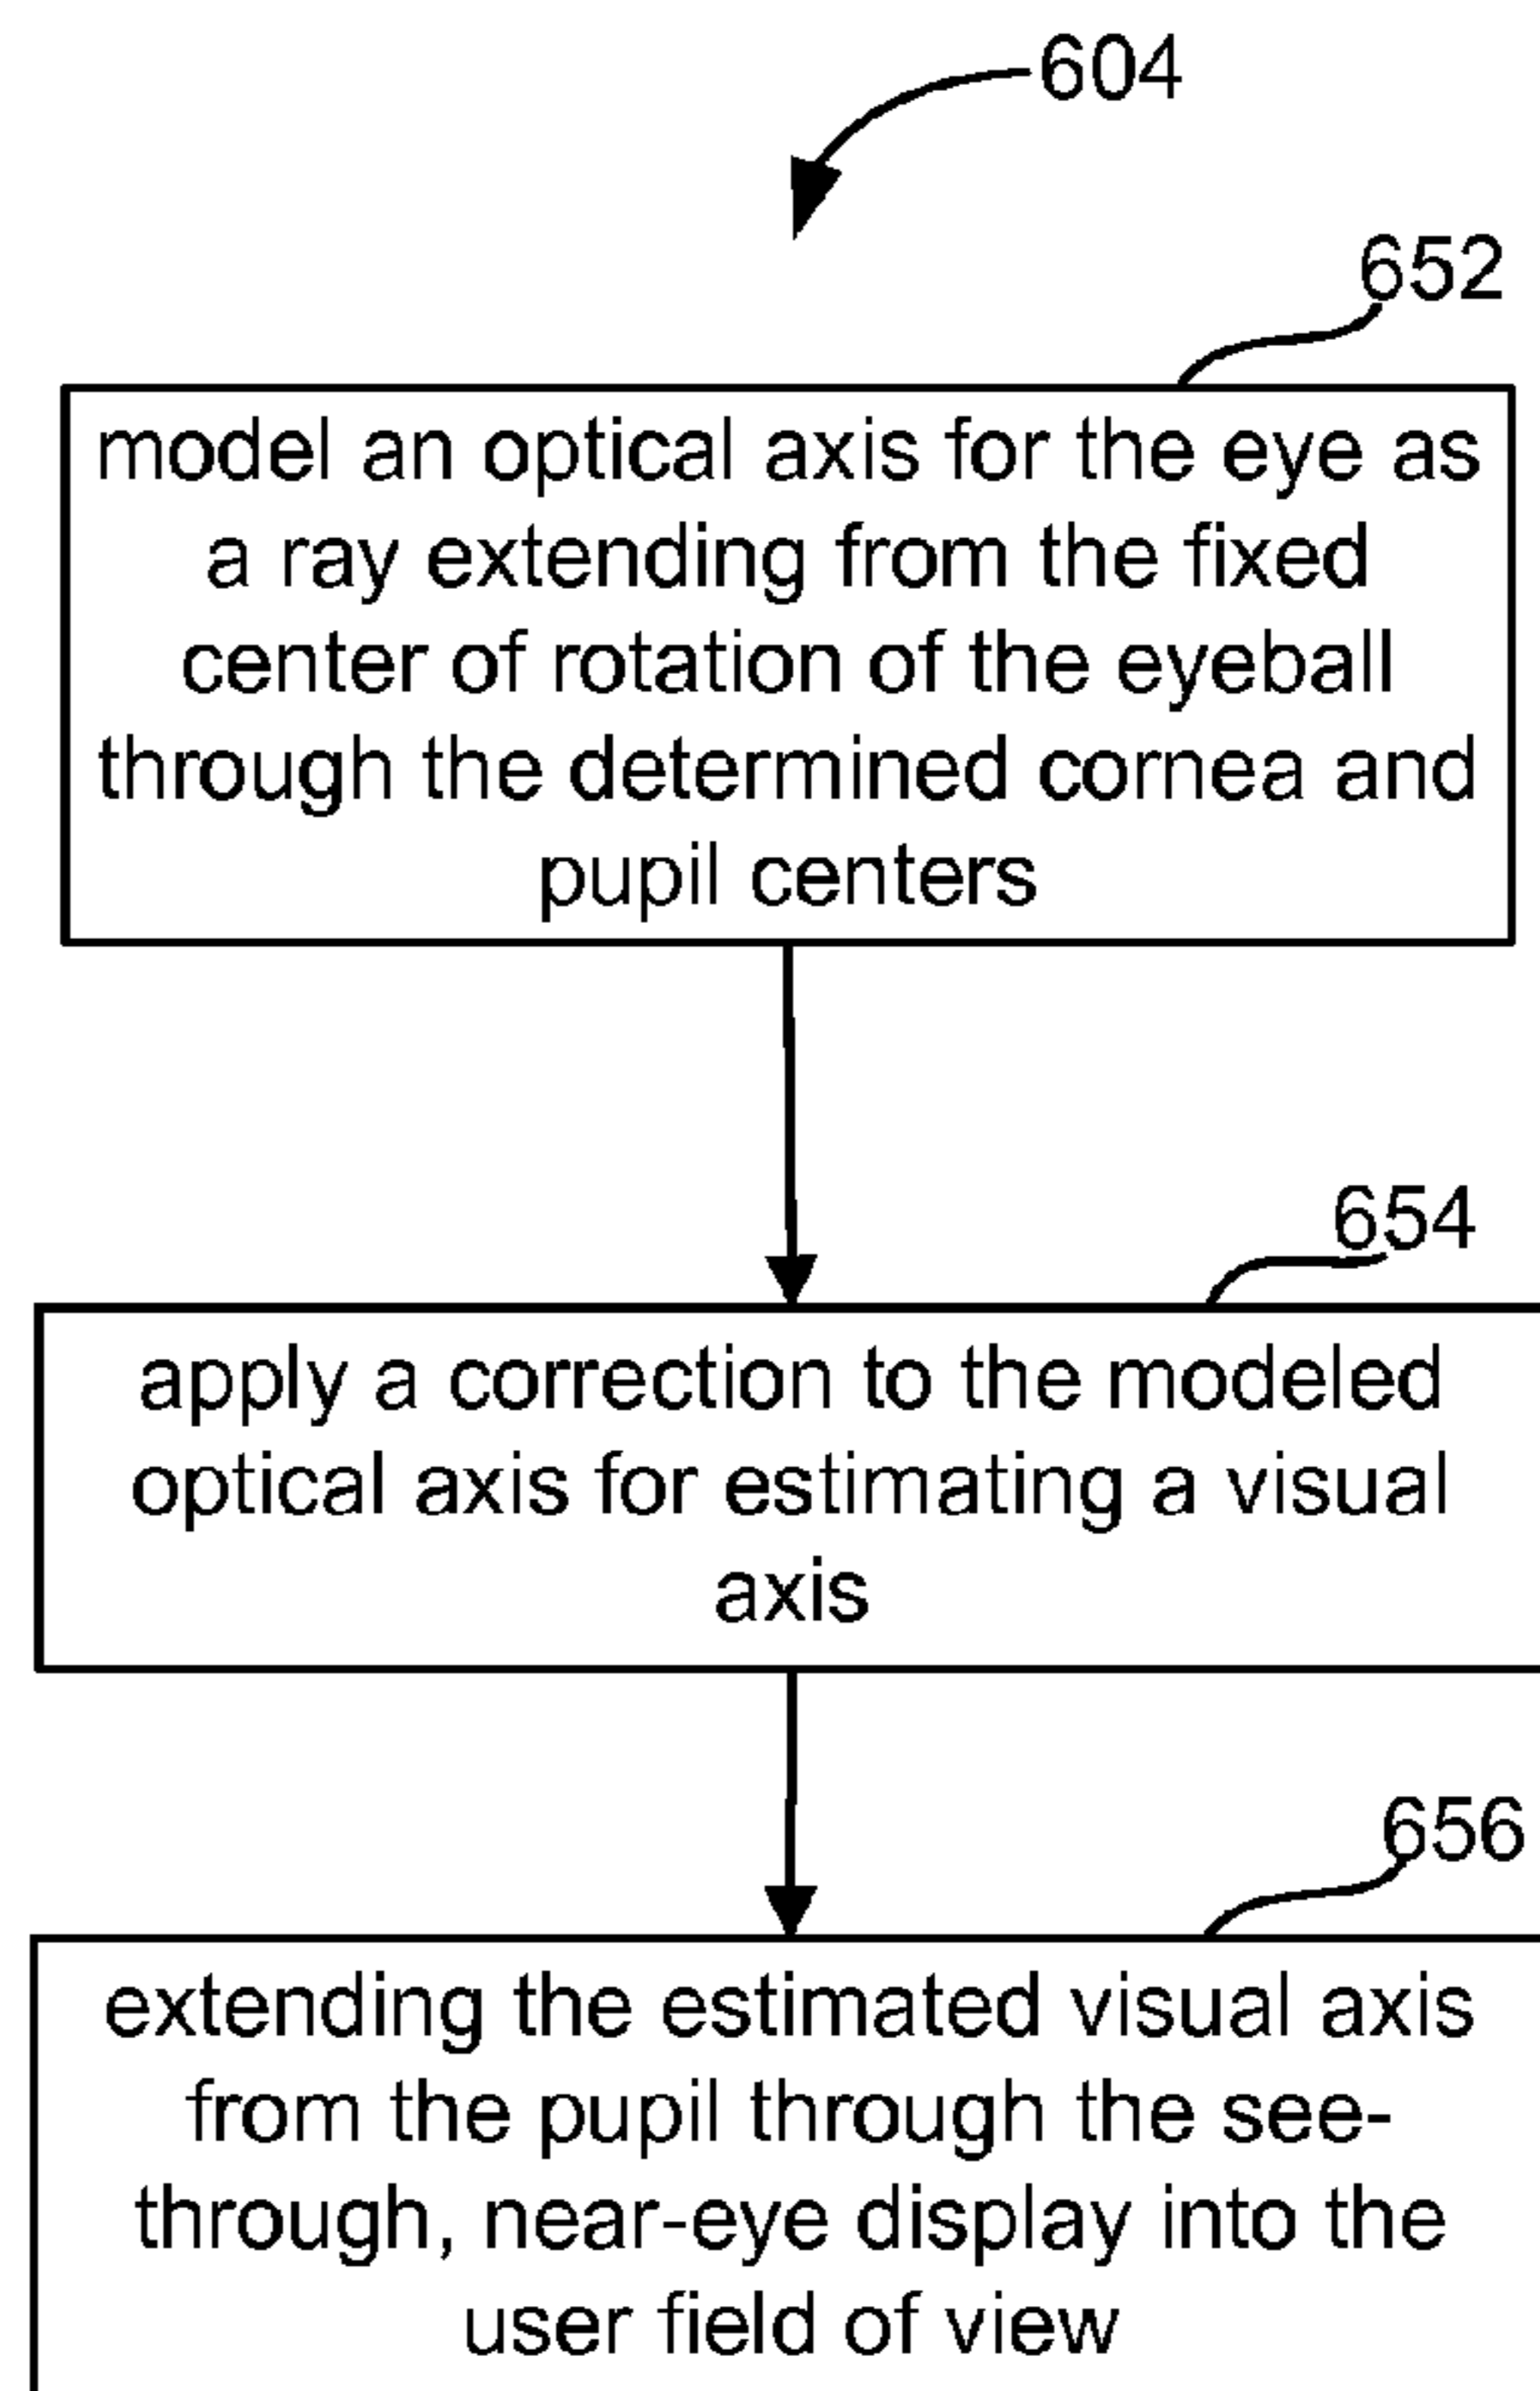 604
652
model an optical axis for the eye as
a ray extending from the fixed
center of rotation of the eyeball
through the determined cornea and
pupil centers
654
apply a correction to the modeled
optical axis for estimating a visual
axis
656
extending the estimated visual axis
from the pupil through the see-
through, near-eye display into the
user field of view